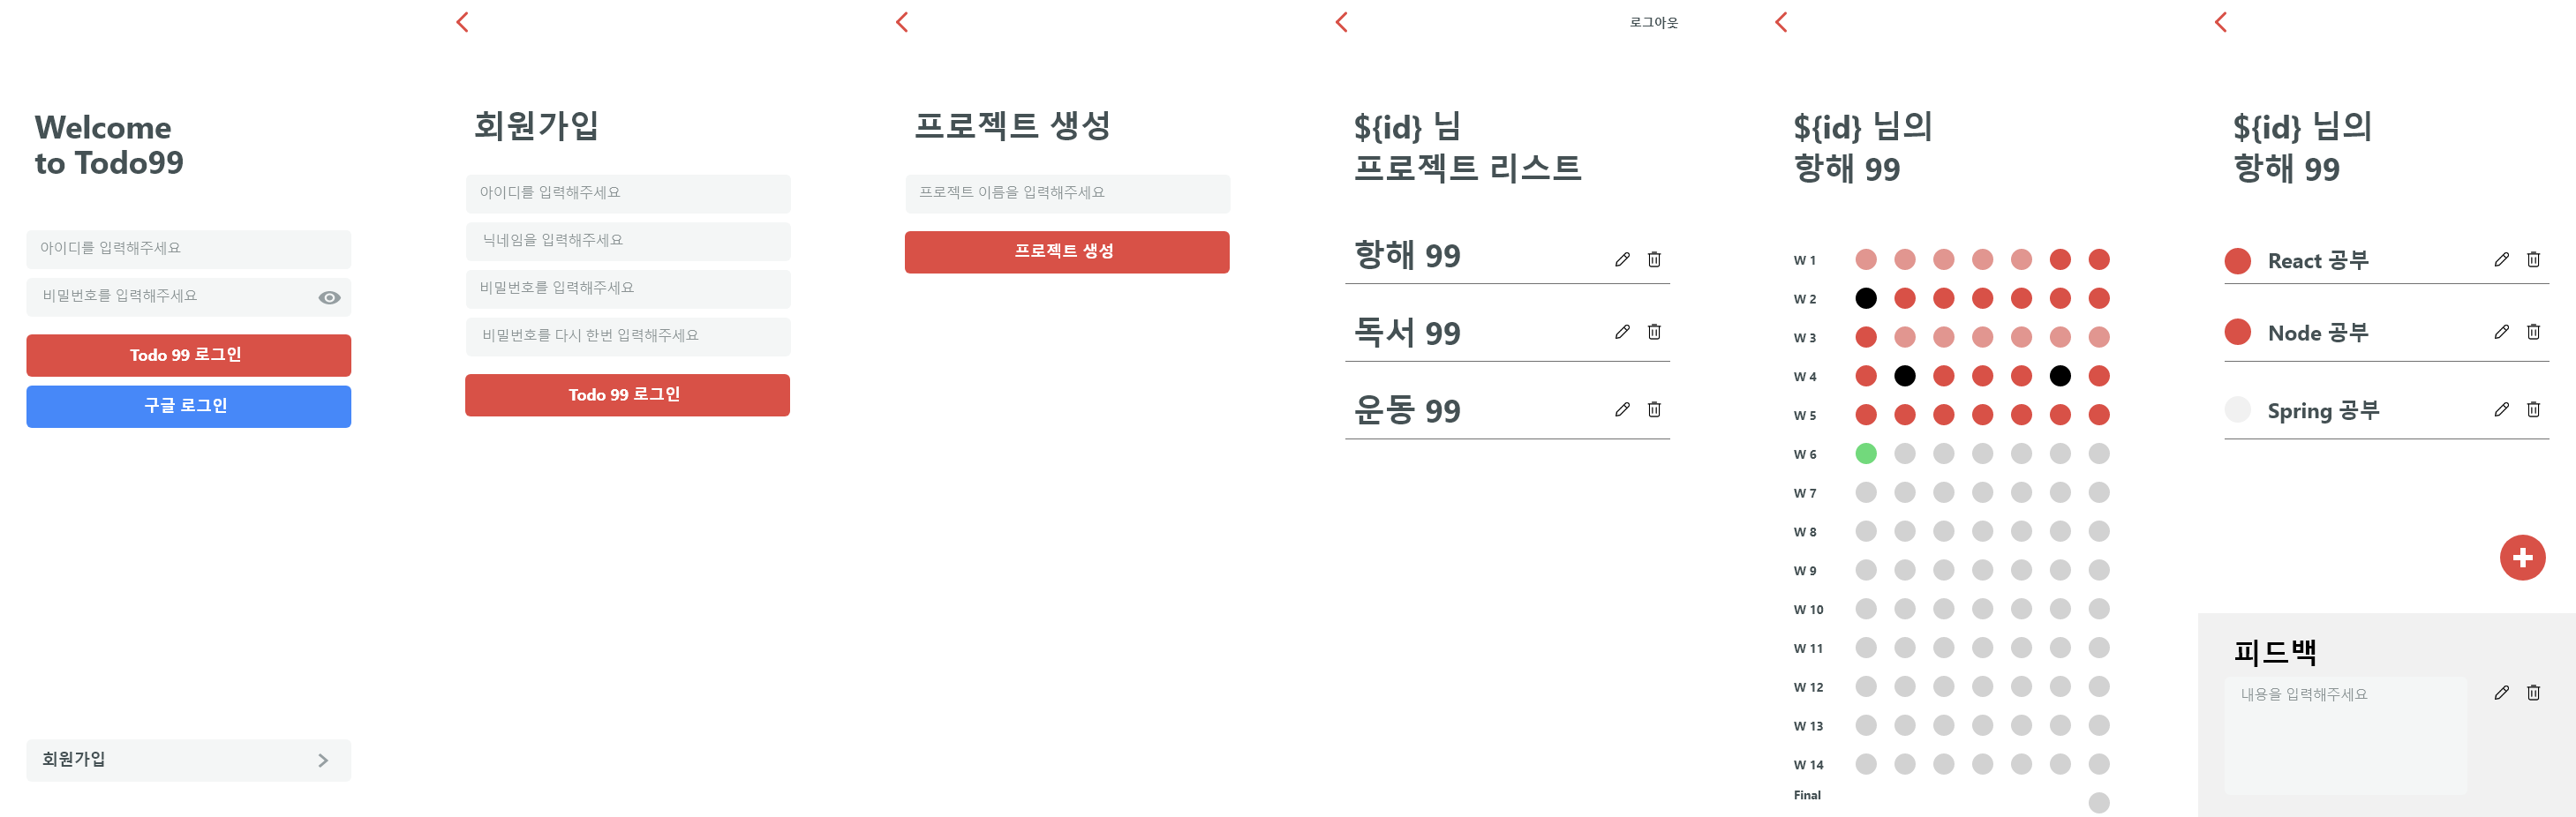 Welcome
to Todo99
아이디를 입력해주세요
비밀번호를 입력해주세요
Todo 99 로그인
구글 로그인
회원가입
회원가입
아이디를 입력해주세요
닉네임을 입력해주세요
비밀번호를 입력해주세요
비밀번호를 다시 한번 입력해주세요
Todo 99 로그인
프로젝트 생성
프로젝트 이름을 입력해주세요
프로젝트 생성
로그아웃
${id} 님
프로젝트 리스트
항해 99
독서 99
운동 99
${id} 님의
항해 99
W 1
W 2
W 3
W 4
W 5
W 6
W 7
W 8
W 9
W 10
W 11
W 12
W 13
W 14
Final
${id} 님의
항해 99
React 공부
Node 공부
Spring 공부
피드백
내용을 입력해주세요